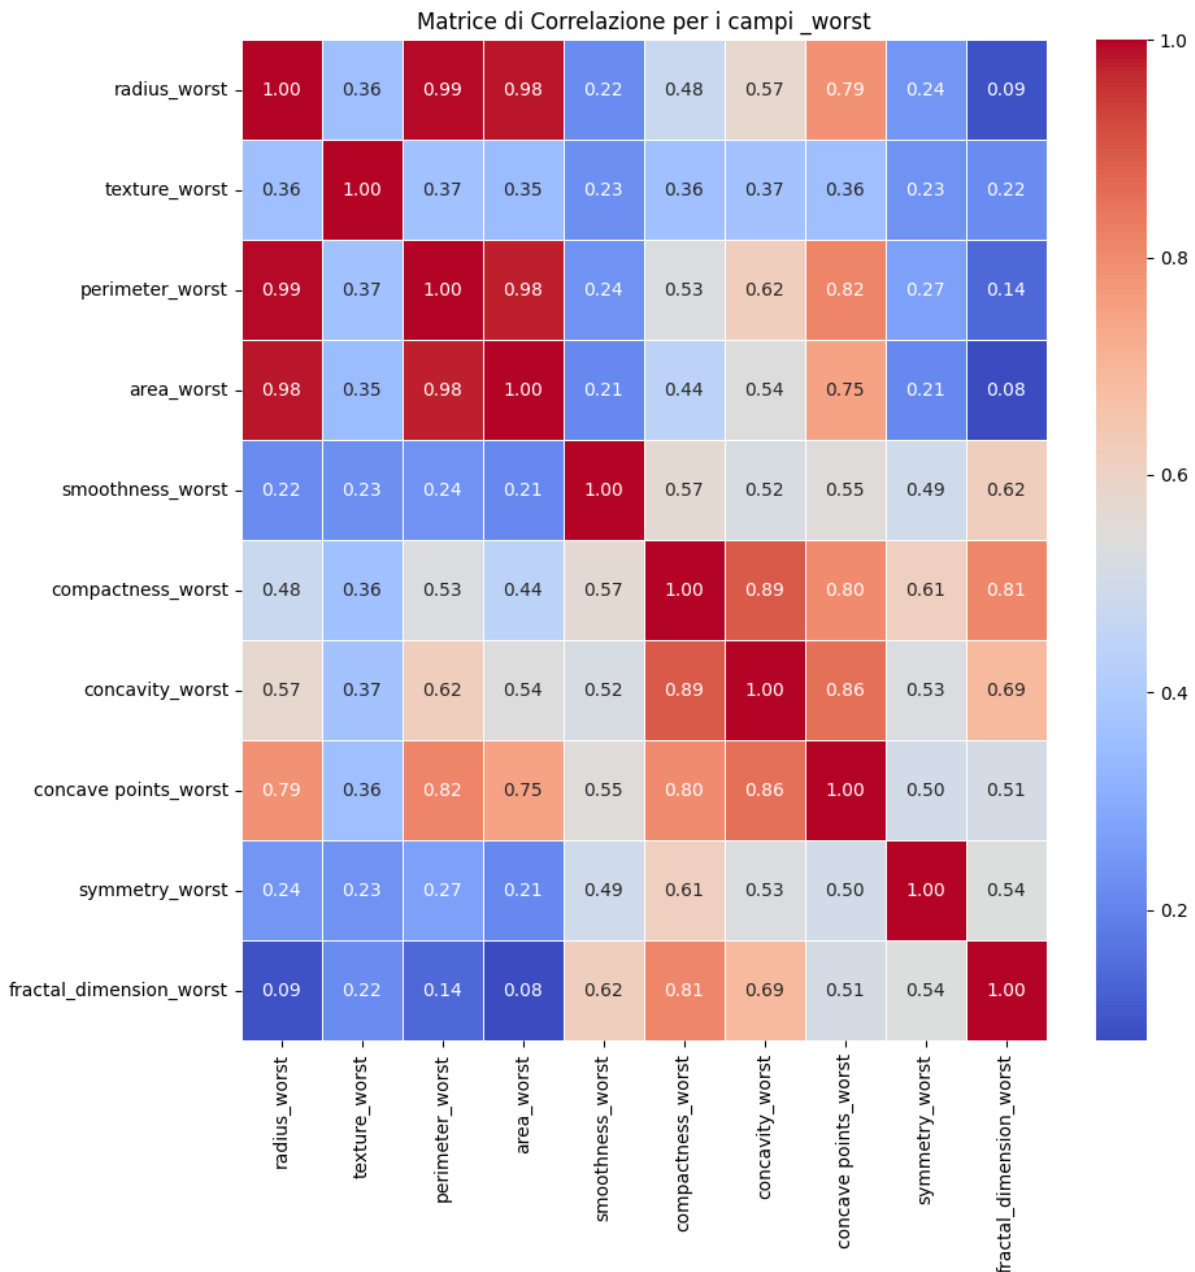 Matrice di Correlazione per i campi _worst
radius_worst 1.00 0.36 0.99 0.98 0.22 0.48 0.57 0.79 0.24 0.09
texture_worst 0.36 1.00 0.37 0.35 0.23 0.36 0.37 0.36 0.23 0.22
perimeter_worst 0.99 0.37 1.00 0.98 0.24 0.53 0.62 0.82 0.27 0.14
area_worst 0.98 0.35 0.98 1.00 0.21 0.44 0.54 0.75 0.21 0.08
smoothness_worst 0.22 0.23 0.24 0.21 1.00 0.57 0.52 0.55 0.49 0.62
compactness_worst 0.48 0.36 0.53 0.44 0.57 1.00 0.89 0.80 0.61 0.81
concavity_worst 0.57 0.37 0.62 0.54 0.52 0.89 1.00 0.86 0.53 0.69
concave points_worst 0.79 0.36 0.82 0.75 0.55 0.80 0.86 1.00 0.50 0.51
symmetry_worst 0.24 0.23 0.27 0.21 0.49 0.61 0.53 0.50 1.00 0.54
fractal_dimension_worst 0.09 0.22 0.14 0.08 0.62 0.81 0.69 0.51 0.54 1.00
radius_worst
texture_worst
perimeter_worst
area_worst
smoothness_worst
compactness_worst
concavity_worst
concave points_worst
symmetry_worst
fractal_dimension_worst
1.0
0.8
0.6
0.4
0.2